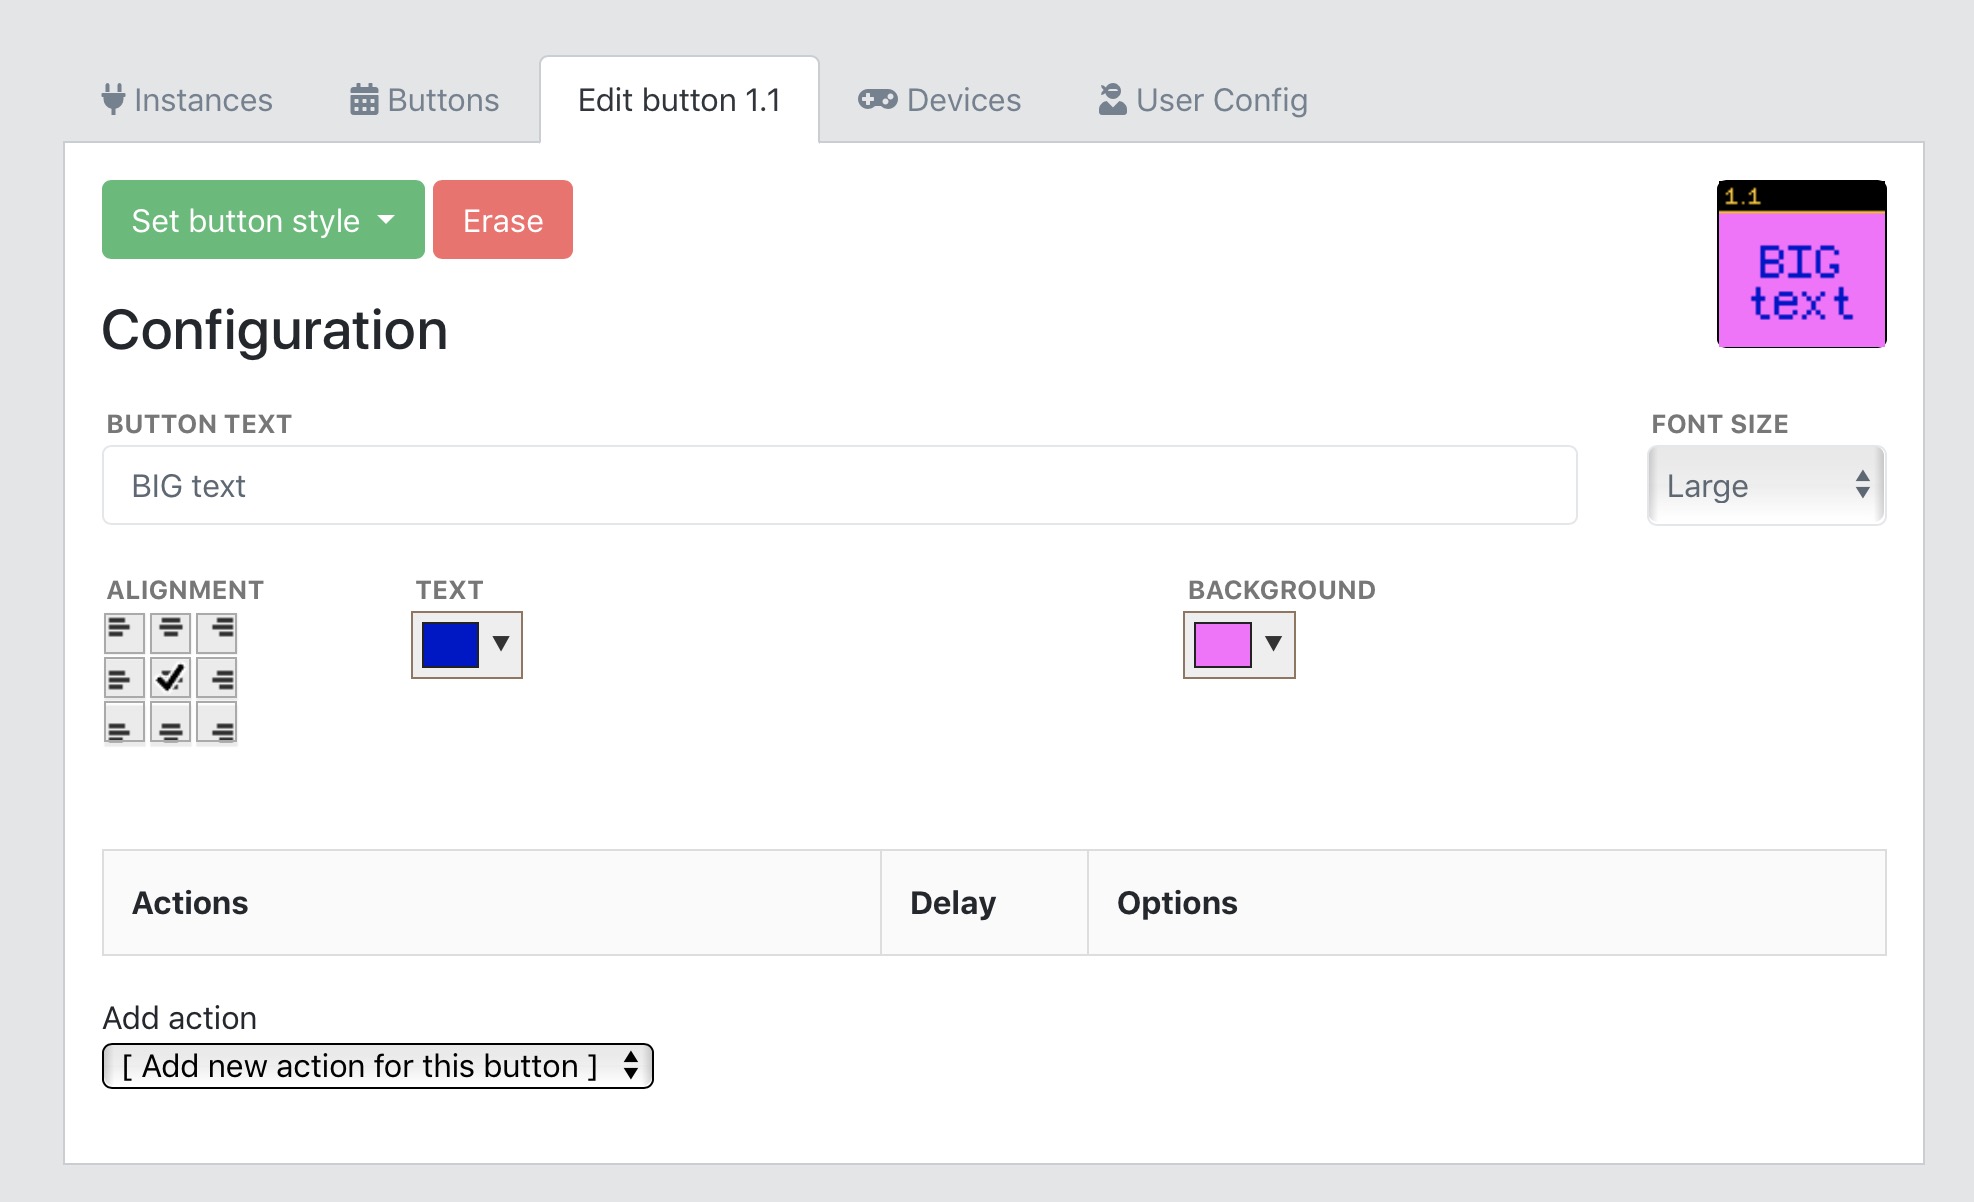 Instances Buttons Edit button 1.1 Devices User Config
Set button style Erase
1.1
BIG
text
Configuration
BUTTON TEXT FONT SIZE
BIG text Large
ALIGNMENT TEXT BACKGROUND
Actions Delay Options
Add action
[ Add new action for this button ]